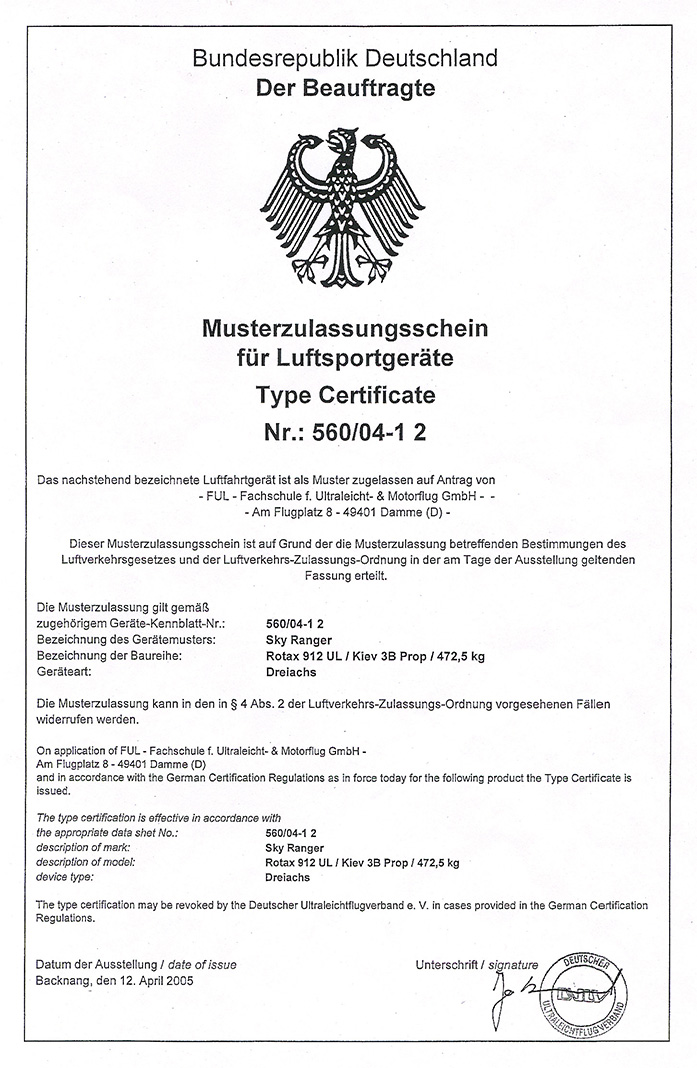 Bundesrepublik Deutschland
Der Beauftragte
Musterzulassungsschein
für Luftsportgeräte
Type Certificate
Nr.: 560/04-1 2
Das nachstehend bezeichnete Luftfahrtgerät ist als Muster zugelassen auf Antrag von
- FUL - Fachschule f. Ultraleicht- & Motorflug GmbH - -
- Am Flugplatz 8 - 49401 Damme (D) -
Dieser Musterzulassungsschein ist auf Grund der die Musterzulassung betreffenden Bestimmungen des
Luftverkehrsgesetzes und der Luftverkehrs-Zulassungs-Ordnung in der am Tage der Ausstellung geltenden
Fassung erteilt.
Die Musterzulassung gilt gemäß
zugehörigem Geräte-Kennblatt-Nr.: 560/04-1 2
Bezeichnung des Gerätemusters: Sky Ranger
Bezeichnung der Baureihe: Rotax 912 UL / Kiev 3B Prop / 472,5 kg
Geräteart: Dreiachs
Die Musterzulassung kann in den in § 4 Abs. 2 der Luftverkehrs-Zulassungs-Ordnung vorgesehenen Fällen
widerrufen werden.
On application of FUL - Fachschule f. Ultraleicht- & Motorflug GmbH -
Am Flugplatz 8 - 49401 Damme (D)
and in accordance with the German Certification Regulations as in force today for the following product the Type Certificate is
issued.
The type certification is effective in accordance with
the appropriate data shet No.: 560/04-1 2
description of mark: Sky Ranger
description of model: Rotax 912 UL / Kiev 3B Prop / 472,5 kg
device type: Dreiachs
The type certification may be revoked by the Deutscher Ultraleichtflugverband e. V. in cases provided in the German Certification
Regulations.
Datum der Ausstellung / date of issue
Backnang, den 12. April 2005
Unterschrift / signature
DEUTSCHER
ULTRALEICHTFLUGVERBAND